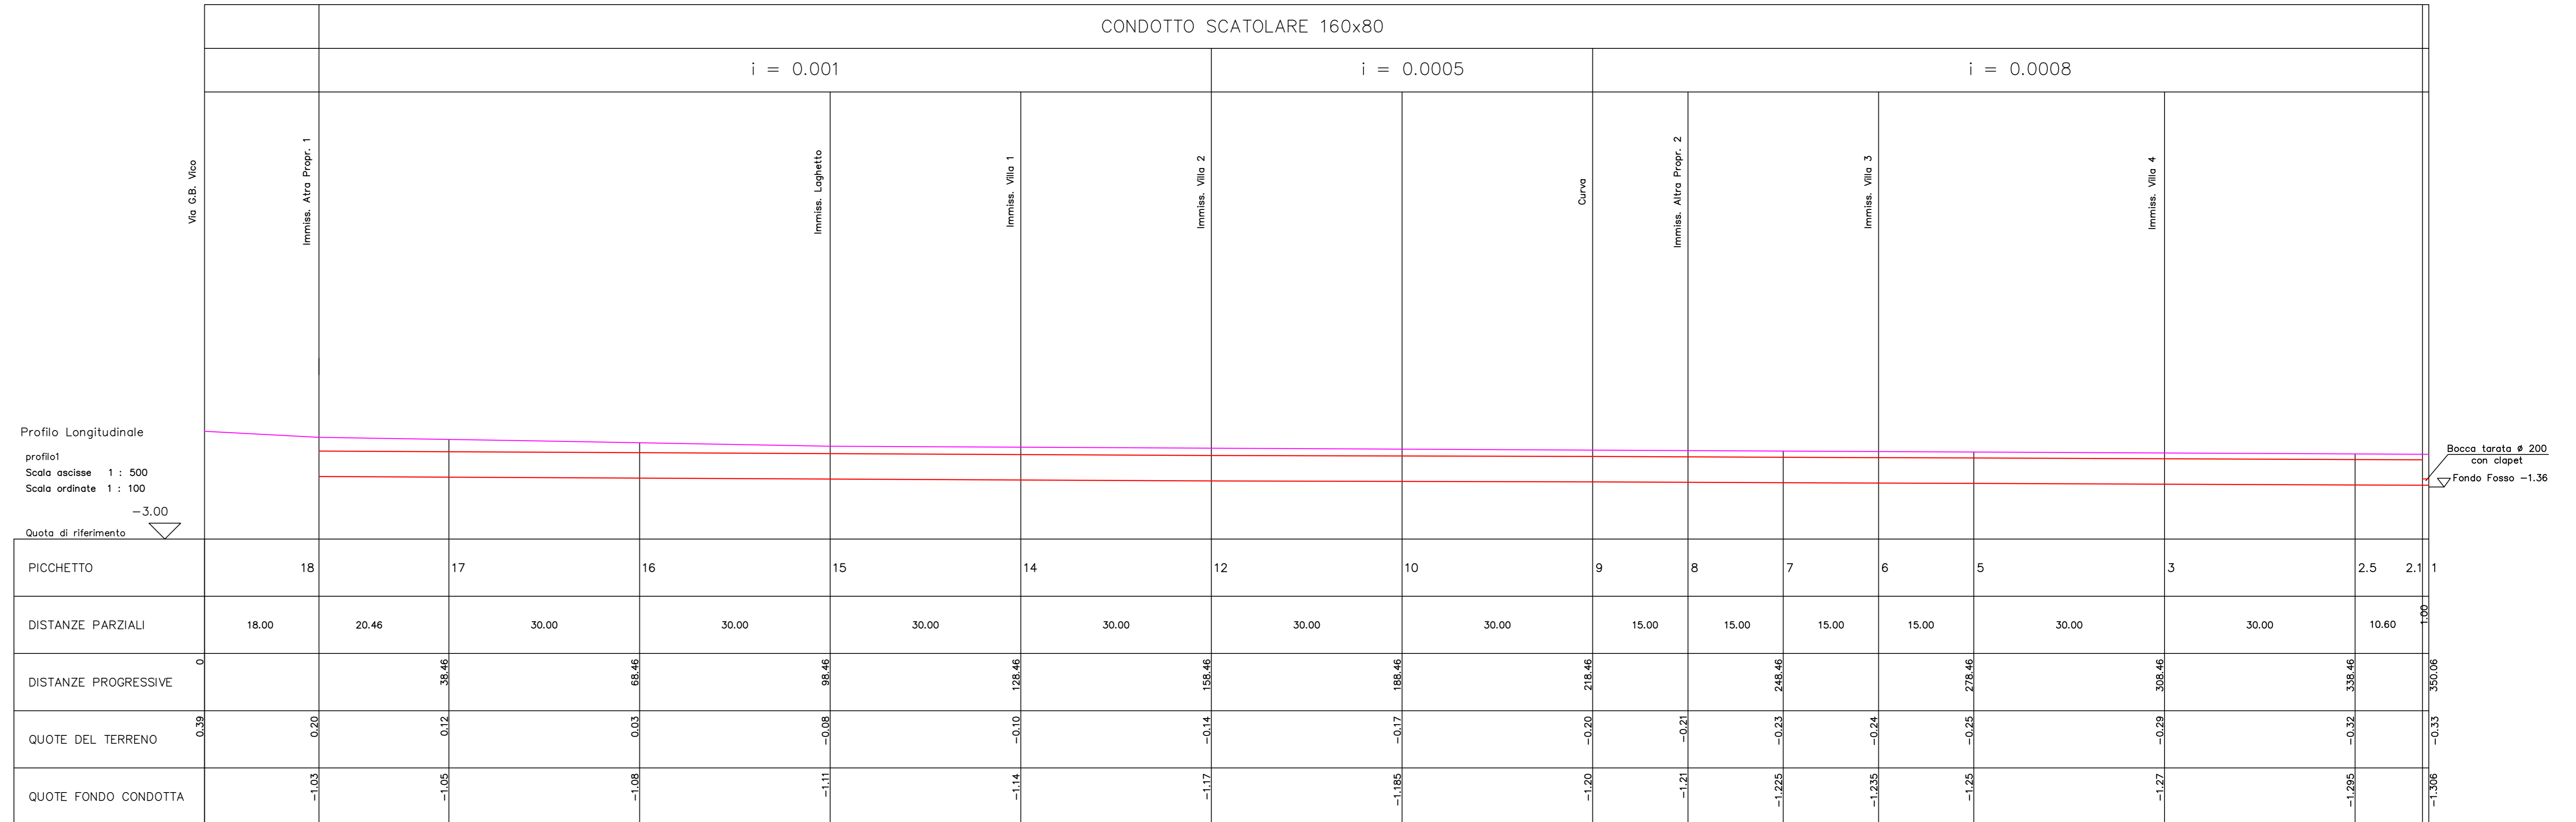 CONDOTTO SCATOLARE 160x80
i = 0.001
i = 0.0005
i = 0.0008
Via G.B. Vico
Immiss. Atra Propr. 1
Immiss. Laghetto
Immiss. Villa 1
Immiss. Villa 2
Curva
Immiss. Altra Propr. 2
Immiss. Villa 3
Immiss. Villa 4
Profilo Longitudinale
profilo1
Scala ascisse 1 : 500
Scala ordinate 1 : 100
-3.00
Quota di riferimento
Bocca tarata ø 200
con clapet
Fondo Fosso -1.36
PICCHETTO 18 17 16 15 14 12 10 9 8 7 6 5 3 2.5 2.1 1
DISTANZE PARZIALI 18.00 20.46 30.00 30.00 30.00 30.00 30.00 30.00 15.00 15.00 15.00 15.00 30.00 30.00 10.60 1.00
DISTANZE PROGRESSIVE 0 38.46 68.46 98.46 128.46 158.46 188.46 218.46 248.46 278.46 308.46 338.46 350.06
QUOTE DEL TERRENO 0.39 0.20 0.12 0.03 -0.08 -0.10 -0.14 -0.17 -0.20 -0.21 -0.23 -0.24 -0.25 -0.29 -0.32 -0.33
QUOTE FONDO CONDOTTA -1.03 -1.05 -1.08 -1.11 -1.14 -1.17 -1.185 -1.20 -1.21 -1.225 -1.235 -1.25 -1.27 -1.295 -1.306